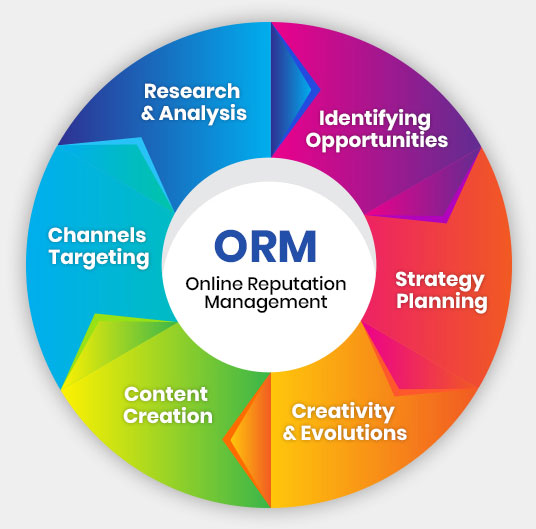 Research
& Analysis
Identifying
Opportunities
Channels
Targeting
ORM
Online Reputation
Management
Strategy
Planning
Content
Creation
Creativity
& Evolutions